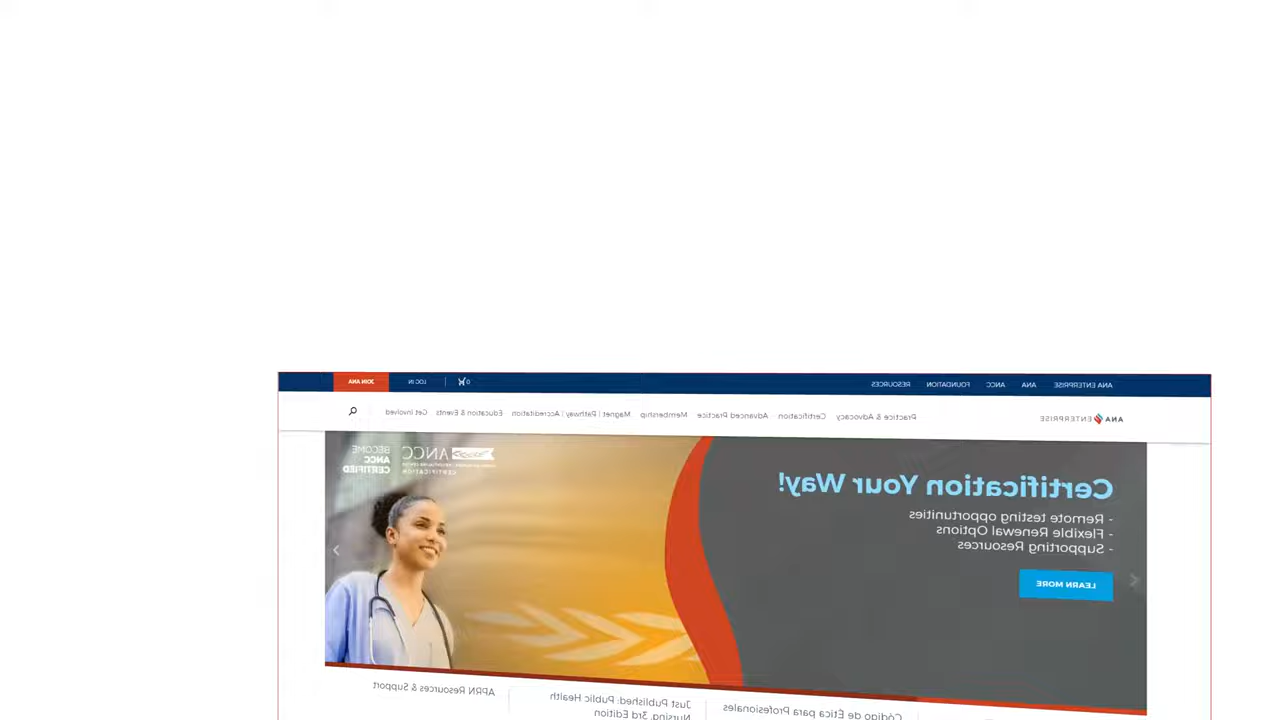 ANA ENTERPRISE ANA ANCC FOUNDATION RESOURCES 0 LOG IN JOIN ANA
ANA ENTERPRISE Practice & Advocacy Certification Advanced Practice Membership Magnet | Pathway | Accreditation Education & Events Get Involved
Certification Your Way!
- Remote testing opportunities
- Flexible Renewal Options
- Supporting Resources
LEARN MORE
ANCC
CERTIFICATION
BECOME
ANCC
CERTIFIED
Código de Ética para Profesionales
Just Published: Public Health
Nursing, 3rd Edition
APRN Resources & Support